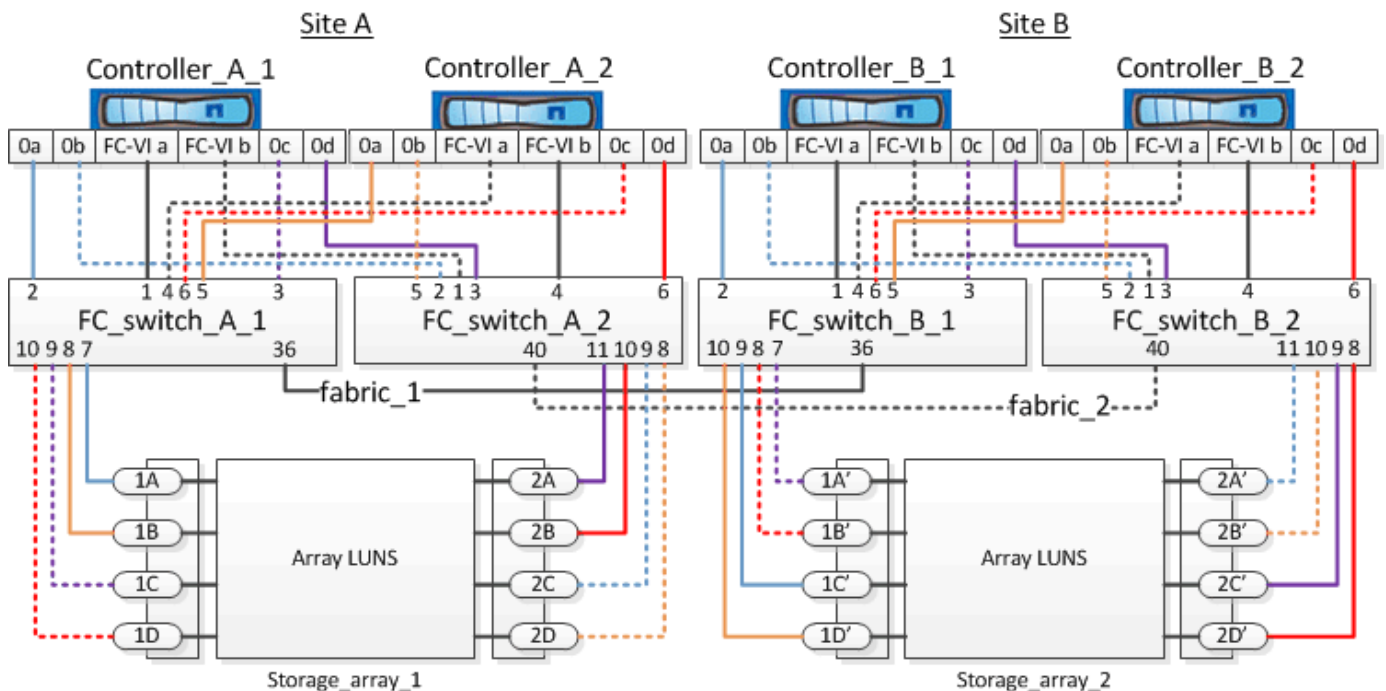 Site A Site B
Controller_A_1 Controller_A_2 Controller_B_1 Controller_B_2
0a 0b FC-VI a FC-VI b 0c 0d 0a 0b FC-VI a FC-VI b 0c 0d 0a 0b FC-VI a FC-VI b 0c 0d 0a 0b FC-VI a FC-VI b 0c 0d
2 1 4 6 5 3 5 2 1 3 4 6 2 1 4 6 5 3 5 2 1 3 4 6
FC_switch_A_1 FC_switch_A_2 FC_switch_B_1 FC_switch_B_2
10 9 8 7 36 40 11 10 9 8 10 9 8 7 36 40 11 10 9 8
fabric_1
fabric_2
1A 2A 1A’ 2A’
1B 2B 1B’ 2B’
Array LUNS Array LUNS
1C 2C 1C’ 2C’
1D 2D 1D’ 2D’
Storage_array_1 Storage_array_2